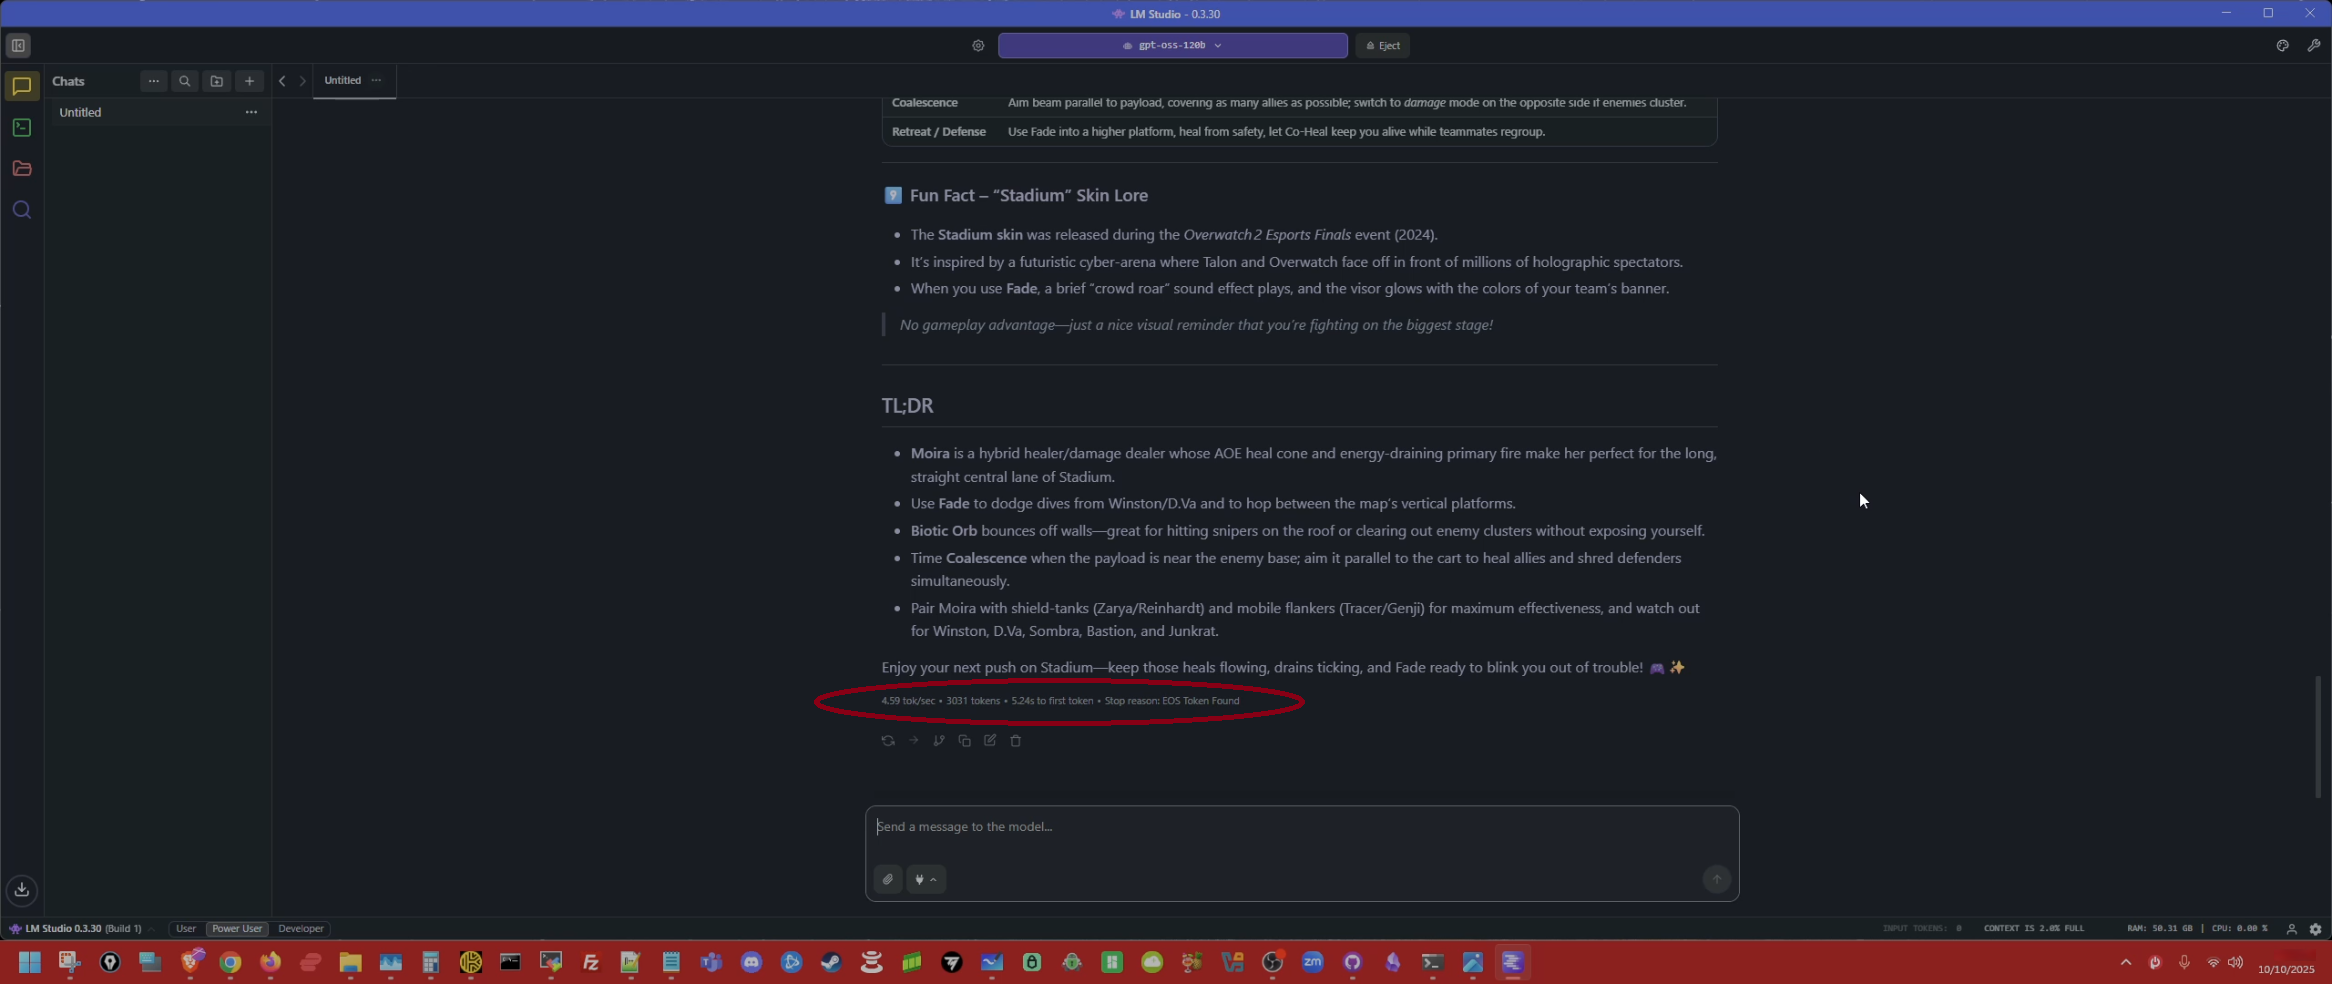 LM Studio - 0.3.30
gpt-oss-120b
Eject
Chats
Untitled
Untitled
Coalescence Aim beam parallel to payload, covering as many allies as possible; switch to damage mode on the opposite side if enemies cluster.
Retreat / Defense Use Fade into a higher platform, heal from safety, let Co-Heal keep you alive while teammates regroup.
9 Fun Fact – “Stadium” Skin Lore
The Stadium skin was released during the Overwatch 2 Esports Finals event (2024).
It’s inspired by a futuristic cyber-arena where Talon and Overwatch face off in front of millions of holographic spectators.
When you use Fade, a brief “crowd roar” sound effect plays, and the visor glows with the colors of your team’s banner.
No gameplay advantage—just a nice visual reminder that you’re fighting on the biggest stage!
TL;DR
Moira is a hybrid healer/damage dealer whose AOE heal cone and energy-draining primary fire make her perfect for the long,
straight central lane of Stadium.
Use Fade to dodge dives from Winston/D.Va and to hop between the map’s vertical platforms.
Biotic Orb bounces off walls—great for hitting snipers on the roof or clearing out enemy clusters without exposing yourself.
Time Coalescence when the payload is near the enemy base; aim it parallel to the cart to heal allies and shred defenders
simultaneously.
Pair Moira with shield-tanks (Zarya/Reinhardt) and mobile flankers (Tracer/Genji) for maximum effectiveness, and watch out
for Winston, D.Va, Sombra, Bastion, and Junkrat.
Enjoy your next push on Stadium—keep those heals flowing, drains ticking, and Fade ready to blink you out of trouble! 🎮✨
4.59 tok/sec • 3031 tokens • 5.24s to first token • Stop reason: EOS Token Found
Send a message to the model...
LM Studio 0.3.30 (Build 1) User Power User Developer
INPUT TOKENS: 0 CONTEXT IS 2.0% FULL RAM: 50.31 GB | CPU: 0.00 %
FZ
zm
10/10/2025